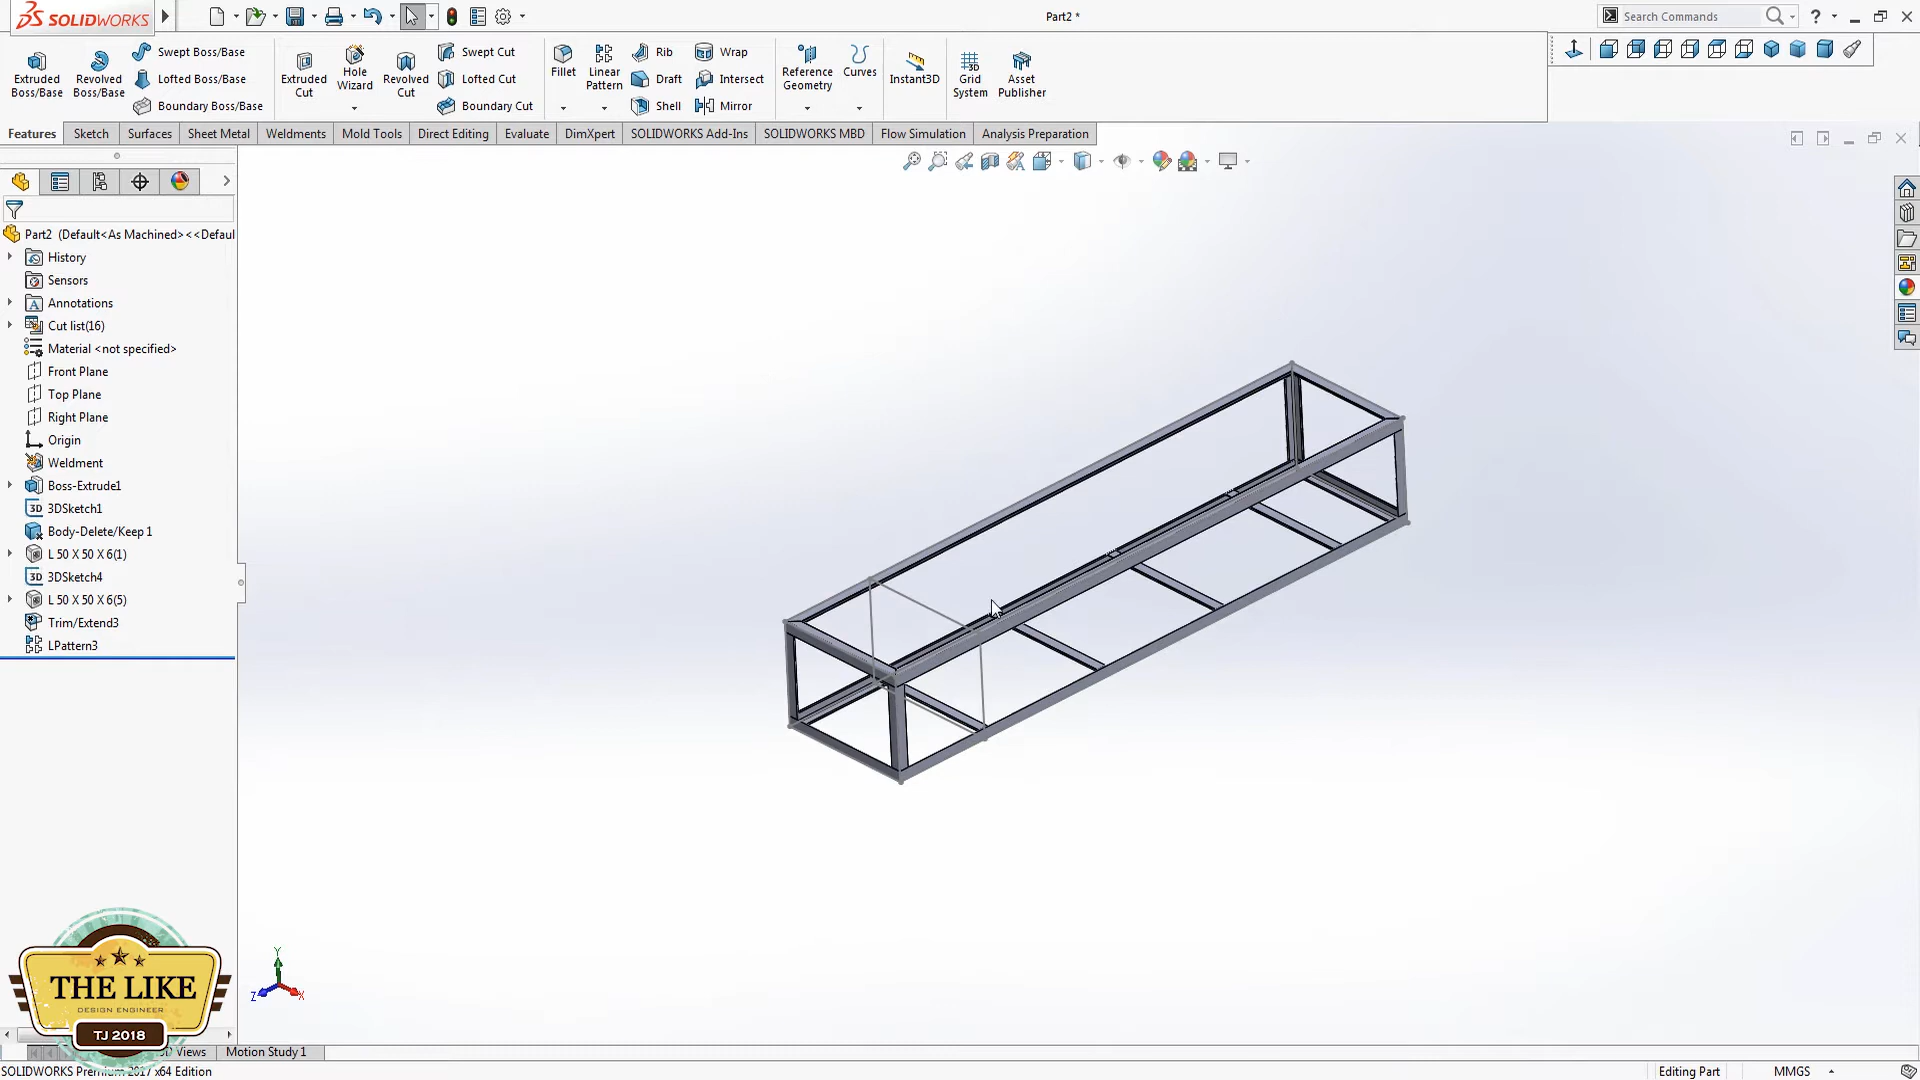 SOLIDWORKS
Part2 *
Search Commands
Extruded Boss/Base
Revolved Boss/Base
Swept Boss/Base
Lofted Boss/Base
Boundary Boss/Base
Extruded Cut
Hole Wizard
Revolved Cut
Swept Cut
Lofted Cut
Boundary Cut
Fillet
Linear Pattern
Rib
Draft
Shell
Wrap
Intersect
Mirror
Reference Geometry
Curves
Instant3D
Grid System
Asset Publisher
Features
Sketch
Surfaces
Sheet Metal
Weldments
Mold Tools
Direct Editing
Evaluate
DimXpert
SOLIDWORKS Add-Ins
SOLIDWORKS MBD
Flow Simulation
Analysis Preparation
Part2 (Default<As Machined><<Defaul
History
Sensors
Annotations
Cut list(16)
Material <not specified>
Front Plane
Top Plane
Right Plane
Origin
Weldment
Boss-Extrude1
3DSketch1
Body-Delete/Keep 1
L 50 X 50 X 6(1)
3DSketch4
L 50 X 50 X 6(5)
Trim/Extend3
LPattern3
Y
Z
X
THE LIKE
DESIGN ENGINEER
TJ 2018
Views
Motion Study 1
SOLIDWORKS Premium 2017 x64 Edition
Editing Part
MMGS